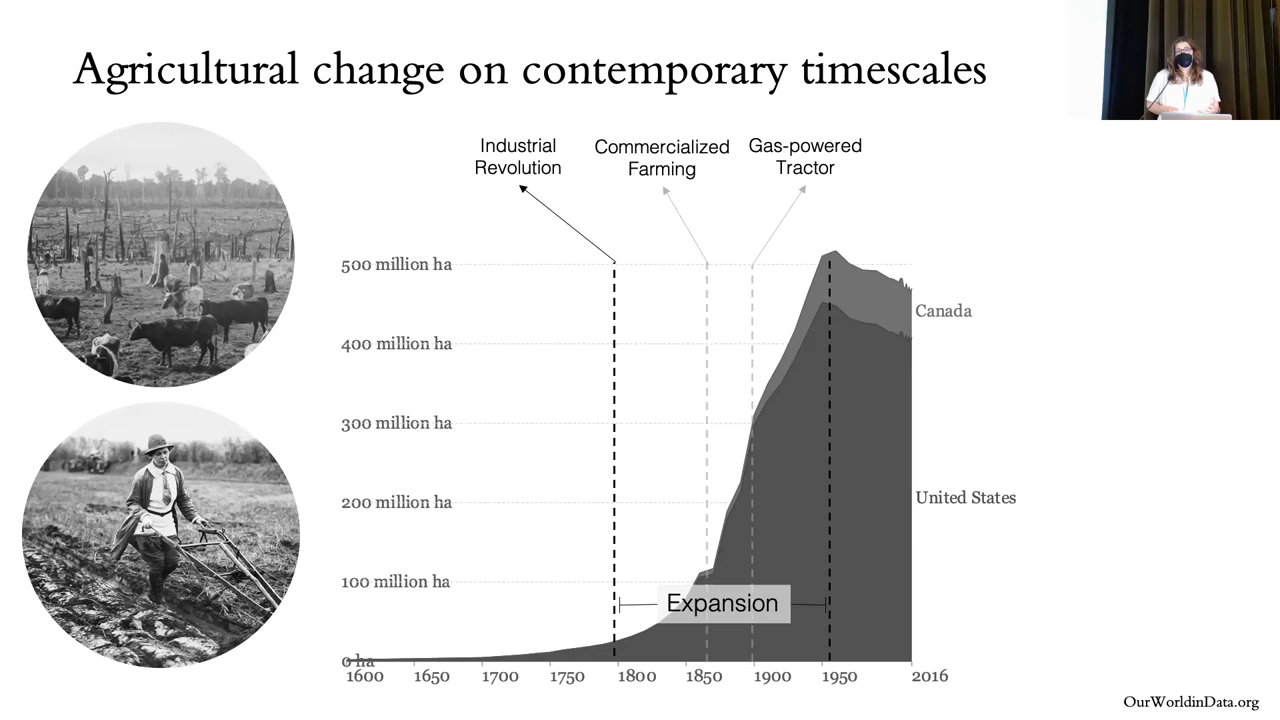 Agricultural change on contemporary timescales
Industrial
Revolution
Commercialized
Farming
Gas-powered
Tractor
500 million ha
400 million ha
300 million ha
200 million ha
100 million ha
0 ha
Canada
United States
Expansion
1600
1650
1700
1750
1800
1850
1900
1950
2016
OurWorldinData.org